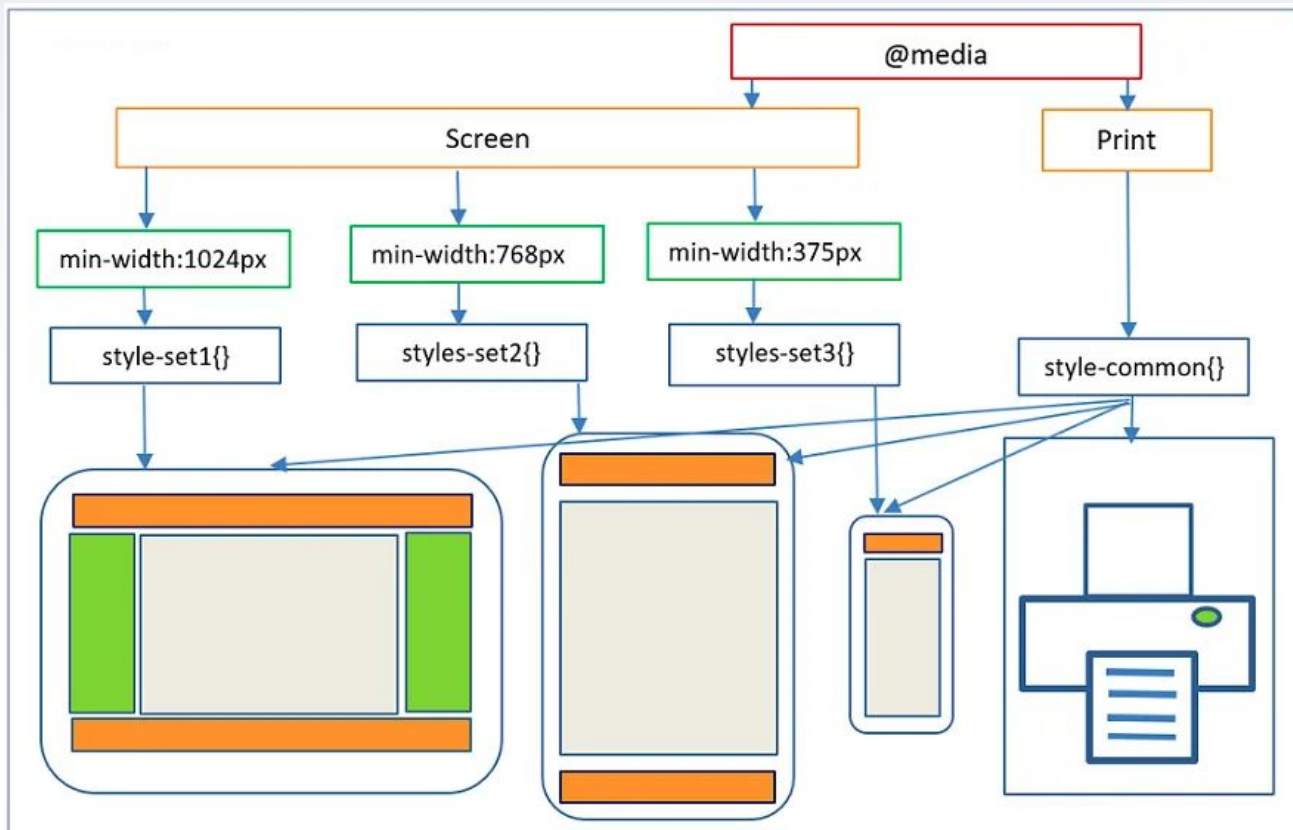 @media
Screen
Print
min-width:1024px
min-width:768px
min-width:375px
style-set1{}
styles-set2{}
styles-set3{}
style-common{}